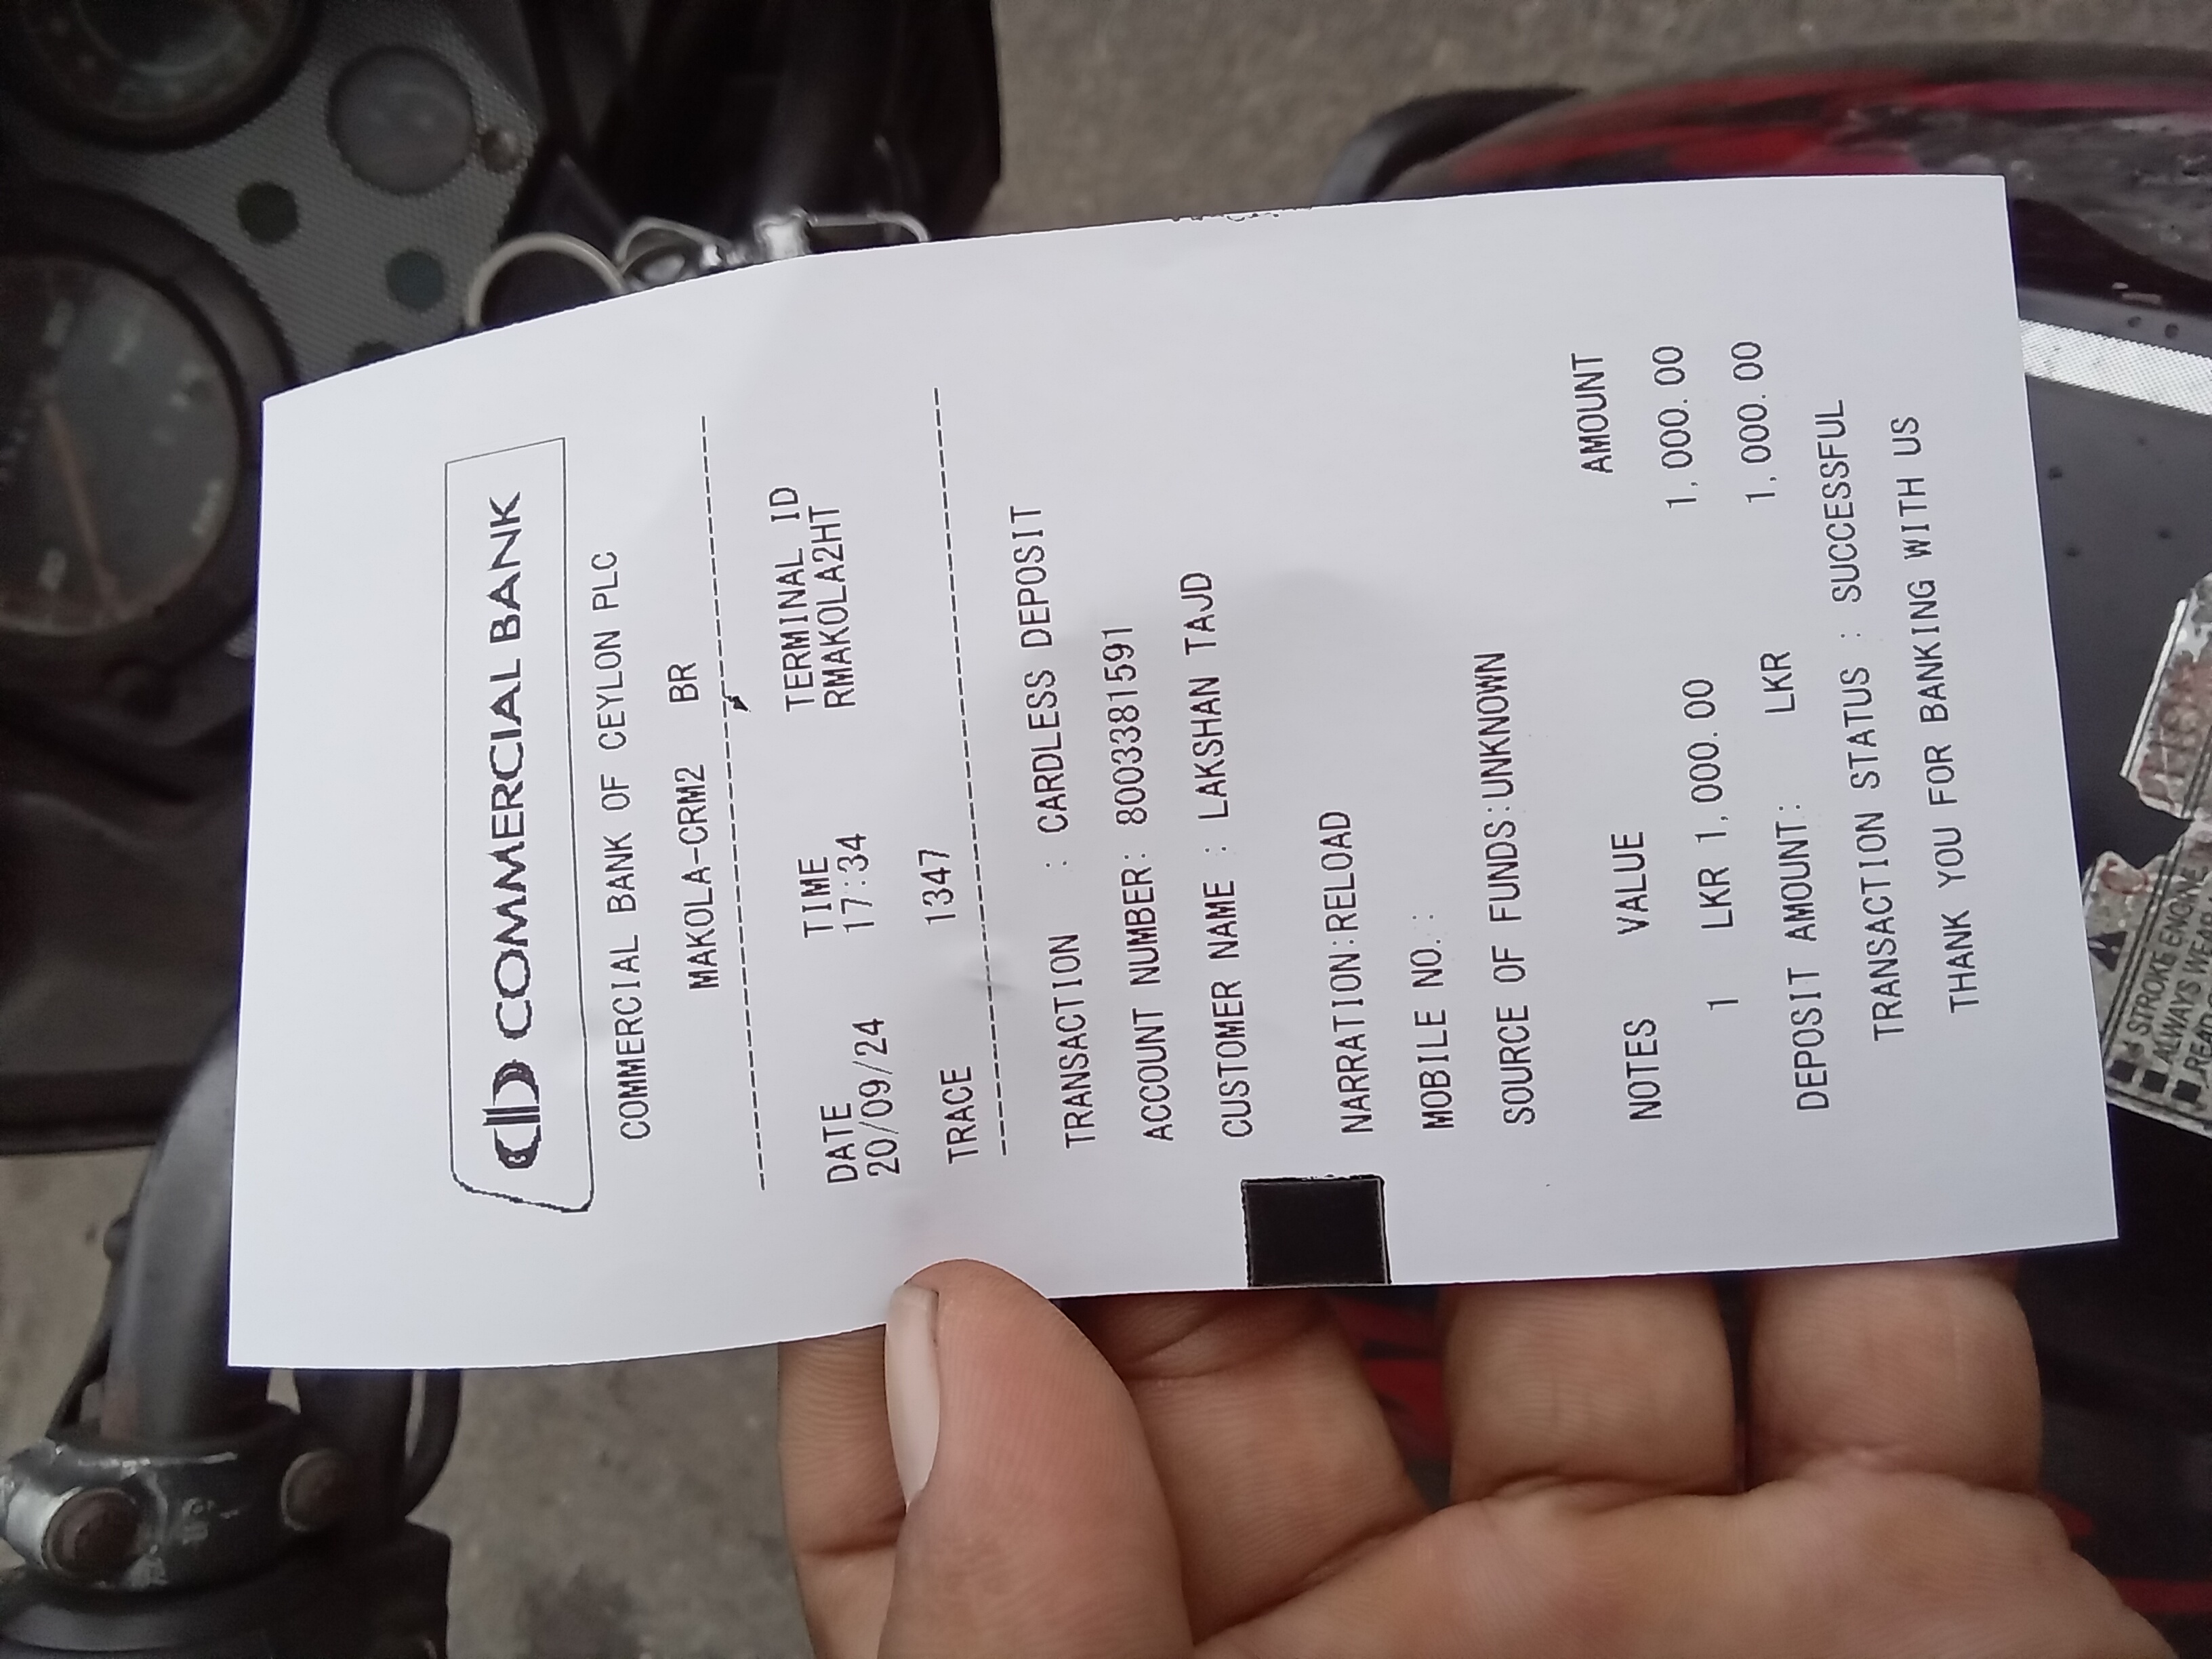 COMMERCIAL BANK
COMMERCIAL BANK OF CEYLON PLC
MAKOLA-CRM2 BR
DATE TIME TERMINAL ID
20/09/24 17:34 RMAKOLA2HT
TRACE 1347
TRANSACTION : CARDLESS DEPOSIT
ACCOUNT NUMBER: 8003381591
CUSTOMER NAME : LAKSHAN TAJD
NARRATION:RELOAD
MOBILE NO.:
SOURCE OF FUNDS:UNKNOWN
NOTES VALUE AMOUNT
1 LKR 1,000.00 1,000.00
DEPOSIT AMOUNT: LKR 1,000.00
TRANSACTION STATUS : SUCCESSFUL
THANK YOU FOR BANKING WITH US
4 STROKE ENGINE